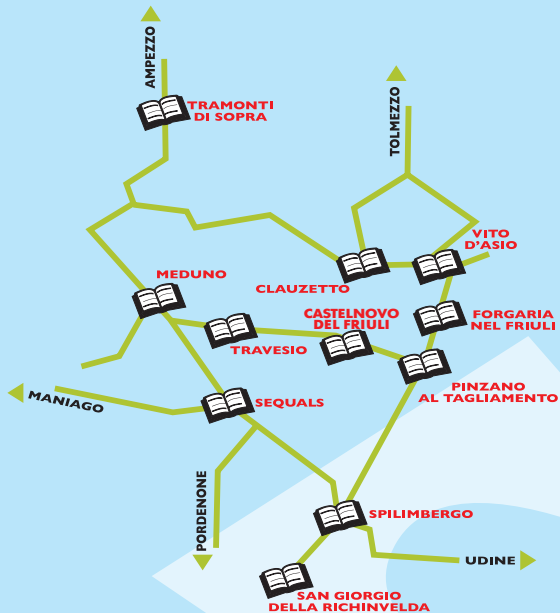 AMPEZZO
TRAMONTI
DI SOPRA
TOLMEZZO
VITO
D'ASIO
MEDUNO
CLAUZETTO
CASTELNOVO
DEL FRIULI
FORGARIA
NEL FRIULI
TRAVESIO
PINZANO
AL TAGLIAMENTO
MANIAGO
SEQUALS
PORDENONE
SPILIMBERGO
UDINE
SAN GIORGIO
DELLA RICHINVELDA